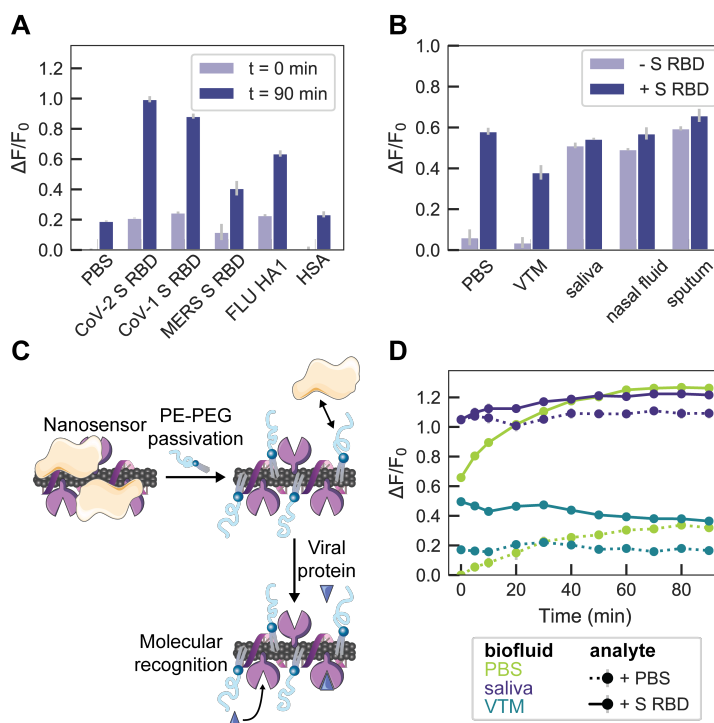 A
ΔF/F0
1.2
1.0
0.8
0.6
0.4
0.2
0.0
t = 0 min
t = 90 min
PBS
CoV-2 S RBD
CoV-1 S RBD
MERS S RBD
FLU HA1
HSA
B
ΔF/F0
1.0
0.8
0.6
0.4
0.2
0.0
- S RBD
+ S RBD
PBS
VTM
saliva
nasal fluid
sputum
C
Nanosensor
PE-PEG
passivation
Viral
protein
Molecular
recognition
D
ΔF/F0
1.2
1.2
0.8
0.6
0.4
0.2
0.0
0
20
40
60
80
Time (min)
biofluid
PBS
saliva
VTM
analyte
+ PBS
+ S RBD